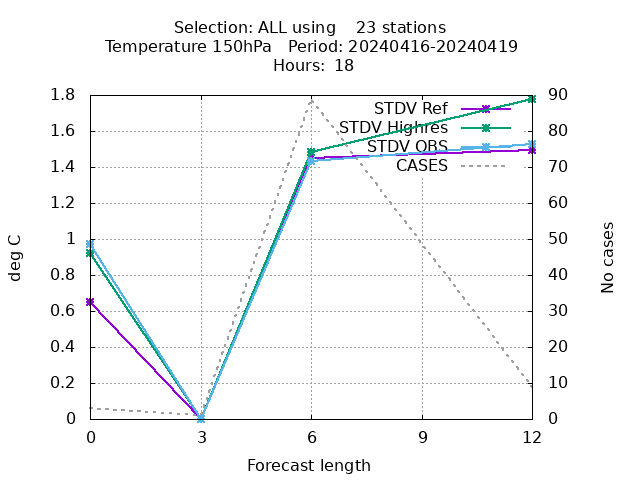 Selection: ALL using    23 stations
Temperature 150hPa   Period: 20240416-20240419
Hours:  18
STDV Ref
STDV Highres
STDV OBS
CASES
1.8
1.6
1.4
1.2
1
0.8
0.6
0.4
0.2
0
90
80
70
60
50
40
30
20
10
0
deg C
No cases
0 3 6 9 12
Forecast length